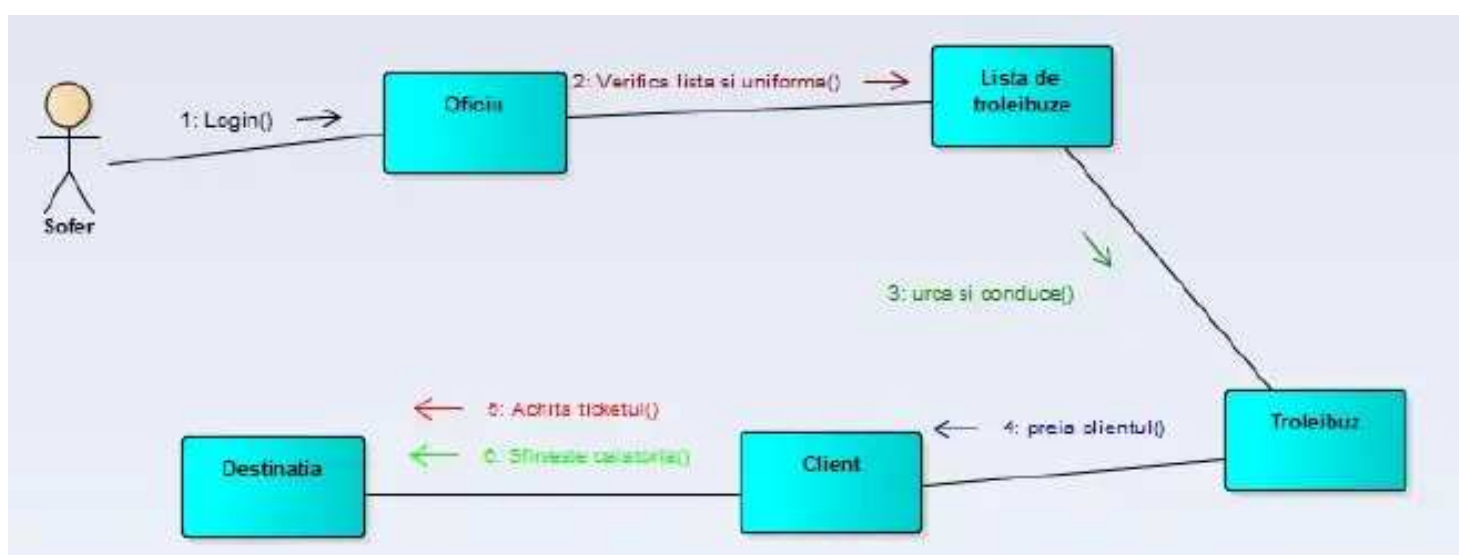 Sofer
1: Login()
Oficiu
2: Verifica lista si uniforma()
Lista de
troleibuze
3: urca si conduce()
Troleibuz
4: preia clientul()
Client
5: Achita ticketul()
6: Sfirseste calatoria()
Destinatia